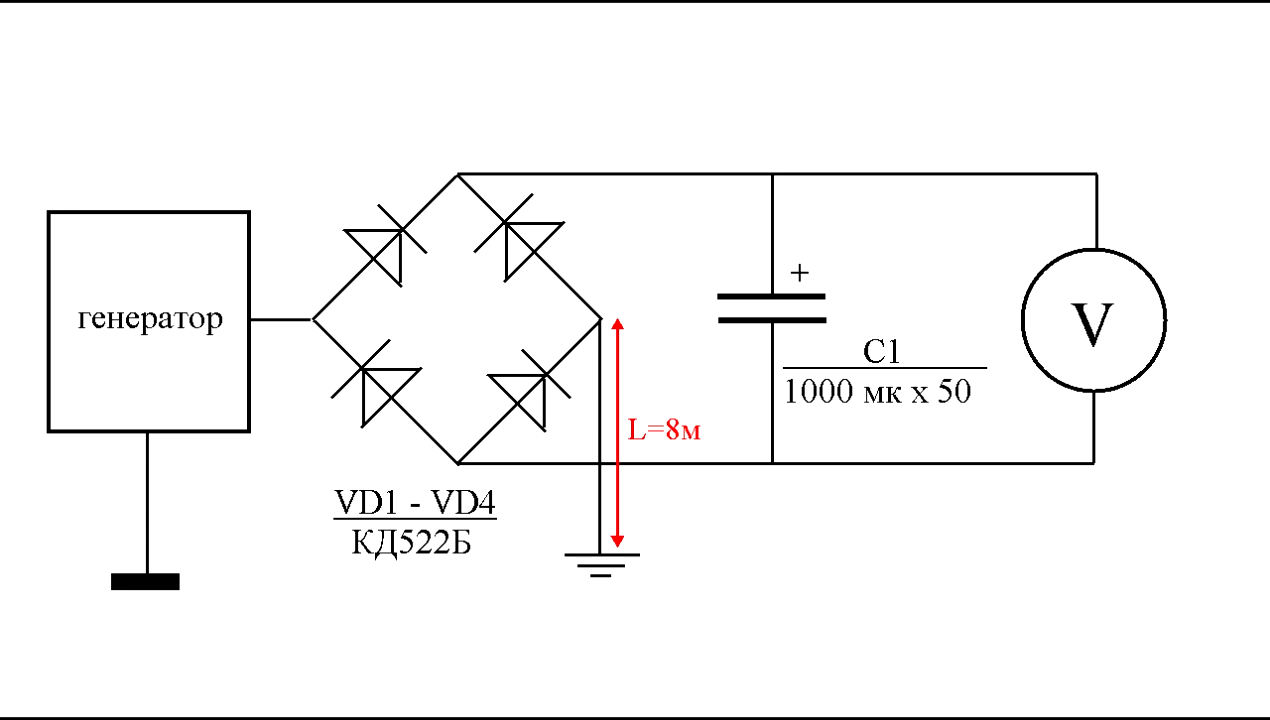 генератор
+
C1
1000 мк x 50
V
L=8м
VD1 - VD4
КД522Б